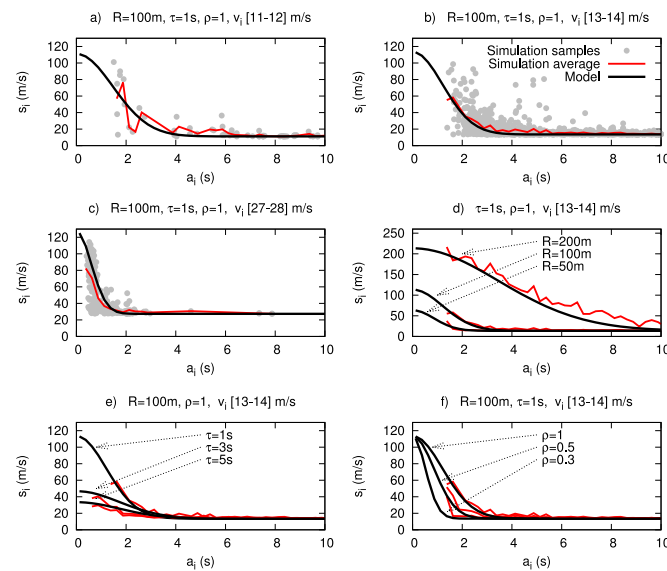 a) R=100m, τ=1s, ρ=1, vi [11-12] m/s
120
100
80
60
40
20
0
si (m/s)
0 2 4 6 8 10
ai (s)
b) R=100m, τ=1s, ρ=1, vi [13-14] m/s
Simulation samples
Simulation average
Model
120
100
80
60
40
20
0
si (m/s)
0 2 4 6 8 10
ai (s)
c) R=100m, τ=1s, ρ=1, vi [27-28] m/s
120
100
80
60
40
20
0
si (m/s)
0 2 4 6 8 10
ai (s)
d) τ=1s, ρ=1, vi [13-14] m/s
R=200m
R=100m
R=50m
250
200
150
100
50
0
si (m/s)
0 2 4 6 8 10
ai (s)
e) R=100m, ρ=1, vi [13-14] m/s
τ=1s
τ=3s
τ=5s
120
100
80
60
40
20
0
si (m/s)
0 2 4 6 8 10
ai (s)
f) R=100m, τ=1s, vi [13-14] m/s
ρ=1
ρ=0.5
ρ=0.3
120
100
80
60
40
20
0
si (m/s)
0 2 4 6 8 10
ai (s)